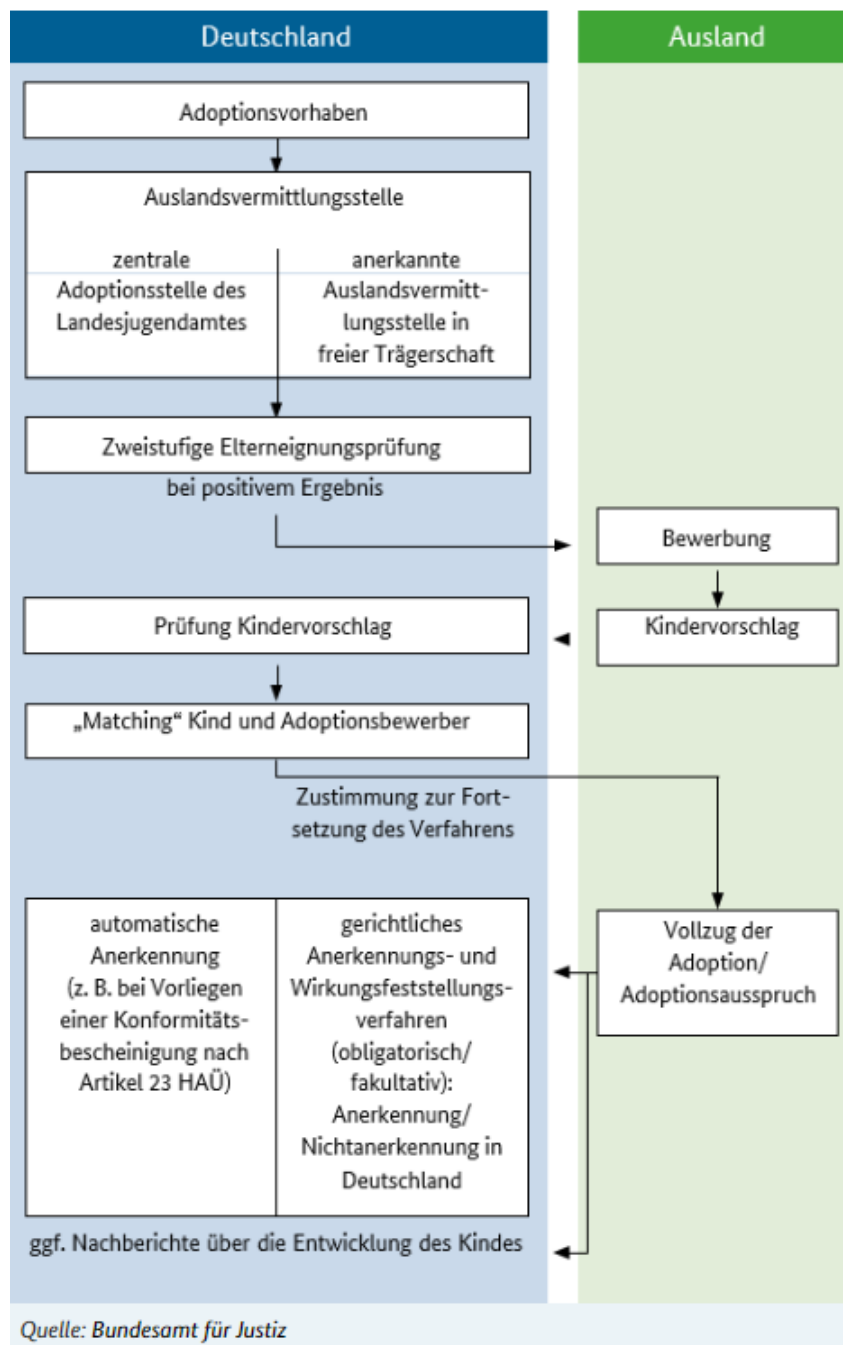 Deutschland
Ausland
Adoptionsvorhaben
Auslandsvermittlungsstelle
zentrale
Adoptionsstelle des
Landesjugendamtes
anerkannte
Auslandsvermitt-
lungsstelle in
freier Trägerschaft
Zweistufige Elterneignungsprüfung
bei positivem Ergebnis
Bewerbung
Kindervorschlag
Prüfung Kindervorschlag
„Matching“ Kind und Adoptionsbewerber
Zustimmung zur Fort-
setzung des Verfahrens
Vollzug der
Adoption/
Adoptionsausspruch
automatische
Anerkennung
(z. B. bei Vorliegen
einer Konformitäts-
bescheinigung nach
Artikel 23 HAÜ)
gerichtliches
Anerkennungs- und
Wirkungsfeststellungs-
verfahren
(obligatorisch/
fakultativ):
Anerkennung/
Nichtanerkennung in
Deutschland
ggf. Nachberichte über die Entwicklung des Kindes
Quelle: Bundesamt für Justiz